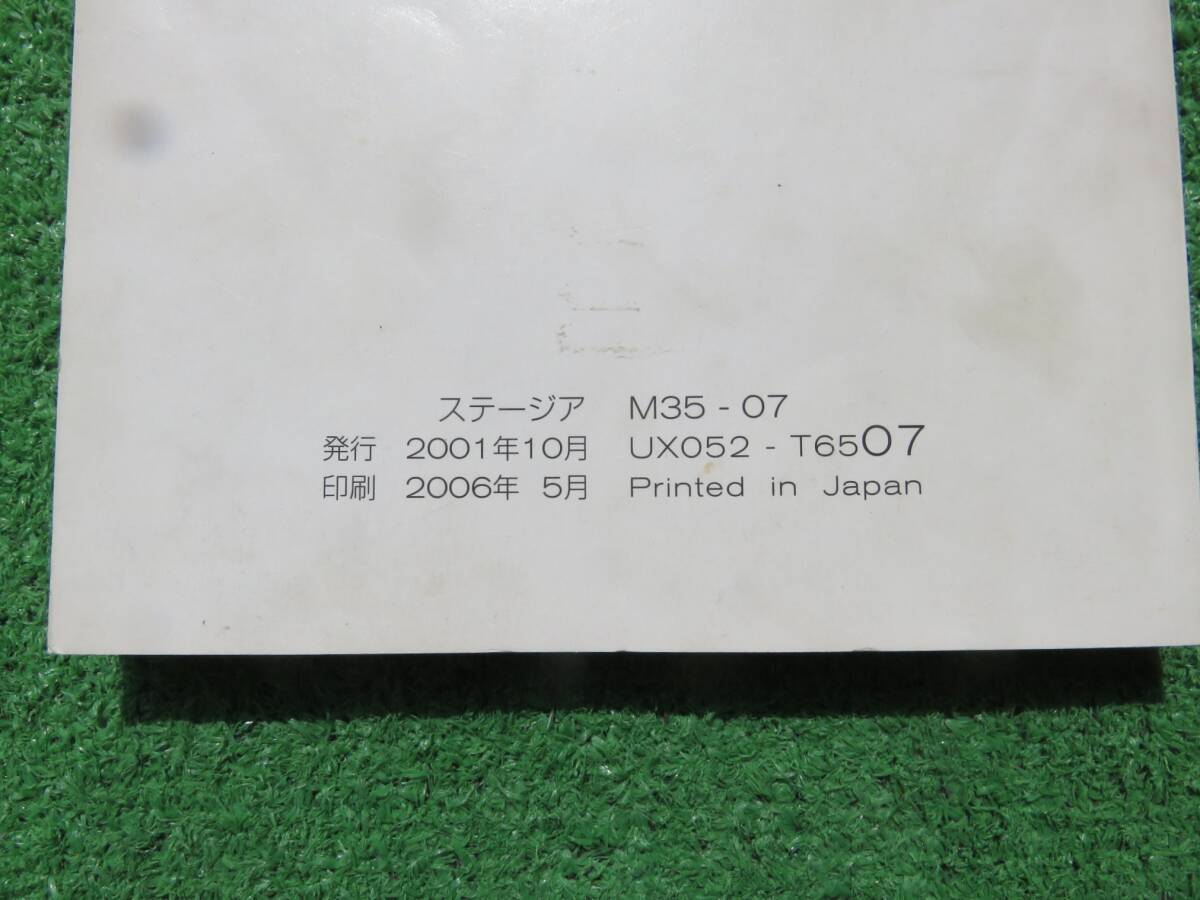 ステージア M35 - 07
発行 2001年10月 UX052 - T6507
印刷 2006年 5月 Printed in Japan